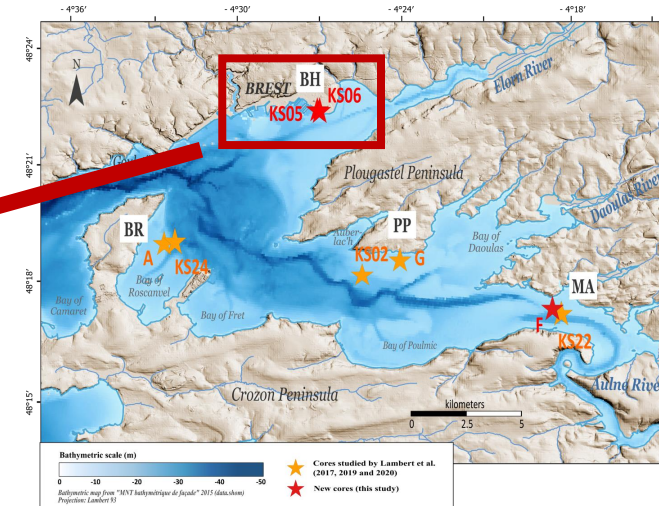 - 4°36'
- 4°30'
- 4°24'
- 4°18'
48°24'
N
BH
BREST
KS06
KS05
Elorn River
48°21'
Plougastel Peninsula
Daoulas River
BR
PP
Auber-
lac'h
Bay of
Daoulas
A
KS24
KS02
G
48°18'
Bay of
Roscanvel
MA
Bay of
Camaret
Bay of Fret
F
KS22
Bay of Poulmic
Aulne Rive
48°15'
Crozon Peninsula
kilometers
0 2.5 5
Bathymetric scale (m)
0 -10 -20 -30 -40 -50
Bathymetric map from "MNT bathymétrique de façade" 2015 (data.shom)
Projection: Lambert 93
Cores studied by Lambert et al.
(2017, 2019 and 2020)
New cores (this study)